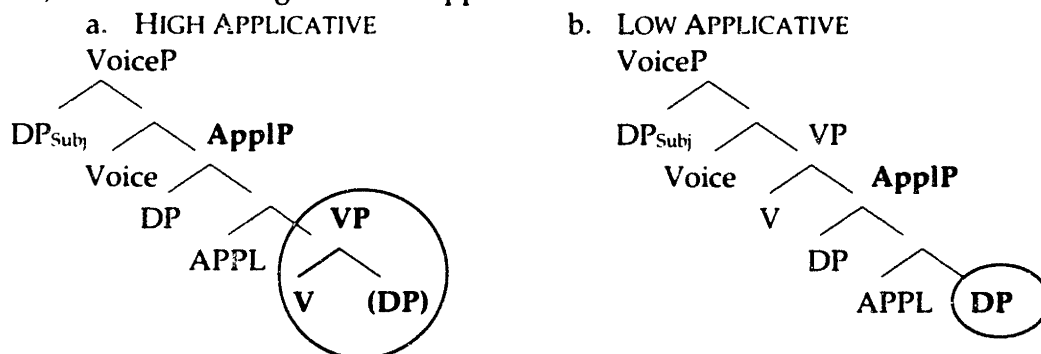 a. HIGH APPLICATIVE b. LOW APPLICATIVE
VoiceP VoiceP
DPSubj ApplP DPSubj VP
Voice Voice ApplP
DP VP V
APPL DP
V (DP) APPL DP